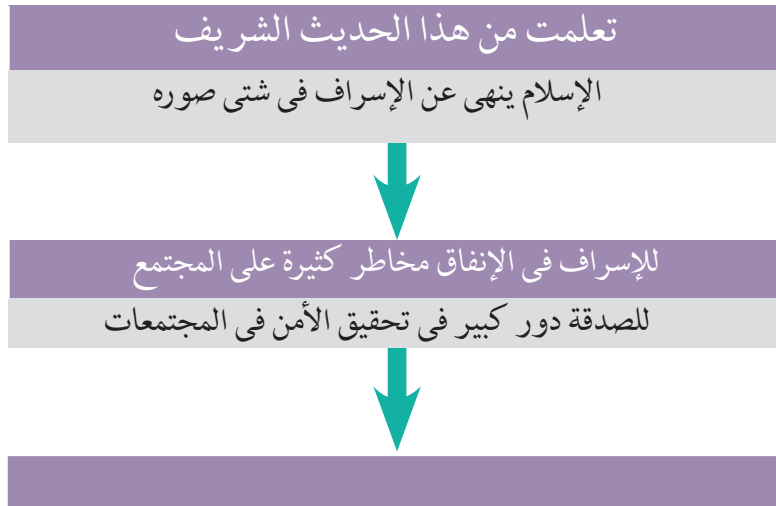 تعلمت من هذا الحديث الشريف
الإسلام ينهى عن الإسراف فى شتى صوره
للإسراف فى الإنفاق مخاطر كثيرة على المجتمع
للصدقة دور كبير فى تحقيق الأمن فى المجتمعات